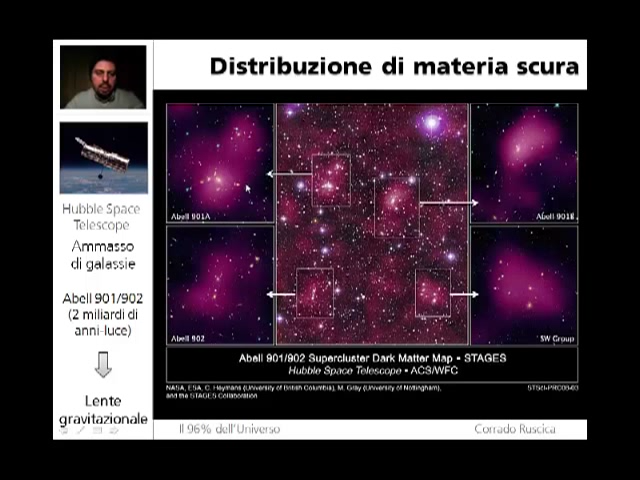 Distribuzione di materia scura
Hubble Space
Telescope
Ammasso
di galassie
Abell 901/902
(2 miliardi di
anni-luce)
Lente
gravitazionale
Abell 901A
Abell 901B
Abell 902
SW Group
Abell 901/902 Supercluster Dark Matter Map ▪ STAGES
Hubble Space Telescope ▪ ACS/WFC
NASA, ESA, C. Heymans (University of British Columbia), M. Gray (University of Nottingham),
and the STAGES Collaboration
STScI-PRC08-03
Il 96% dell'Universo
Corrado Ruscica